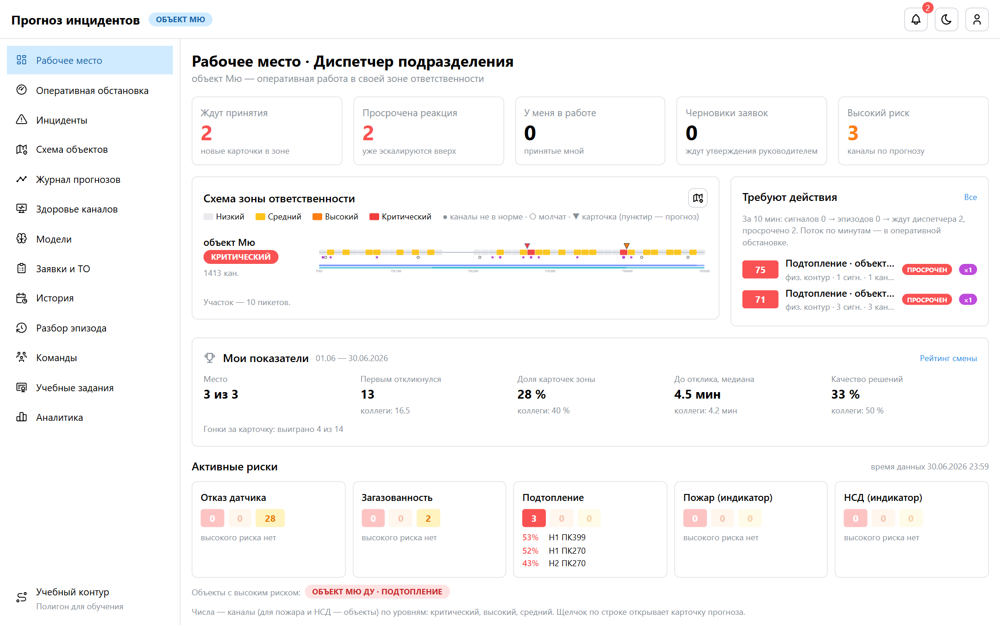 Прогноз инцидентов
ОБЪЕКТ МЮ
2
Рабочее место
Оперативная обстановка
Инциденты
Схема объектов
Журнал прогнозов
Здоровье каналов
Модели
Заявки и ТО
История
Разбор эпизода
Команды
Учебные задания
Аналитика
Учебный контур
Полигон для обучения
Рабочее место · Диспетчер подразделения
объект Мю — оперативная работа в своей зоне ответственности
Ждут принятия
2
новые карточки в зоне
Просрочена реакция
2
уже эскалируются вверх
У меня в работе
0
принятые мной
Черновики заявок
0
ждут утверждения руководителем
Высокий риск
3
каналы по прогнозу
Схема зоны ответственности
Низкий Средний Высокий Критический ● каналы не в норме · ○ молчат · ▼ карточка (пунктир — прогноз)
объект Мю
КРИТИЧЕСКИЙ
1413 кан.
ПК0 ПК100 ПК200 ПК300 ПК400 ПК500
Участок — 10 пикетов.
Требуют действия
Все
За 10 мин: сигналов 0 → эпизодов 0 → ждут диспетчера 2,
просрочено 2. Поток по минутам — в оперативной
обстановке.
75 Подтопление · объект... ПРОСРОЧЕН ×1
физ. контур · 1 сигн. · 1 кан...
71 Подтопление · объект... ПРОСРОЧЕН ×1
физ. контур · 3 сигн. · 3 кан...
Мои показатели 01.06 — 30.06.2026
Рейтинг смены
Место
3 из 3
Первым откликнулся
13
коллеги: 16.5
Доля карточек зоны
28 %
коллеги: 40 %
До отклика, медиана
4.5 мин
коллеги: 4.2 мин
Качество решений
33 %
коллеги: 50 %
Гонки за карточку: выиграно 4 из 14
Активные риски
время данных 30.06.2026 23:59
Отказ датчика
0 0 28
высокого риска нет
Загазованность
0 0 2
высокого риска нет
Подтопление
3 0 0
53% Н1 ПК399
52% Н1 ПК270
43% Н2 ПК270
Пожар (индикатор)
0 0 0
высокого риска нет
НСД (индикатор)
0 0 0
высокого риска нет
Объекты с высоким риском: ОБЪЕКТ МЮ ДУ · ПОДТОПЛЕНИЕ
Числа — каналы (для пожара и НСД — объекты) по уровням: критический, высокий, средний. Щелчок по строке открывает карточку прогноза.